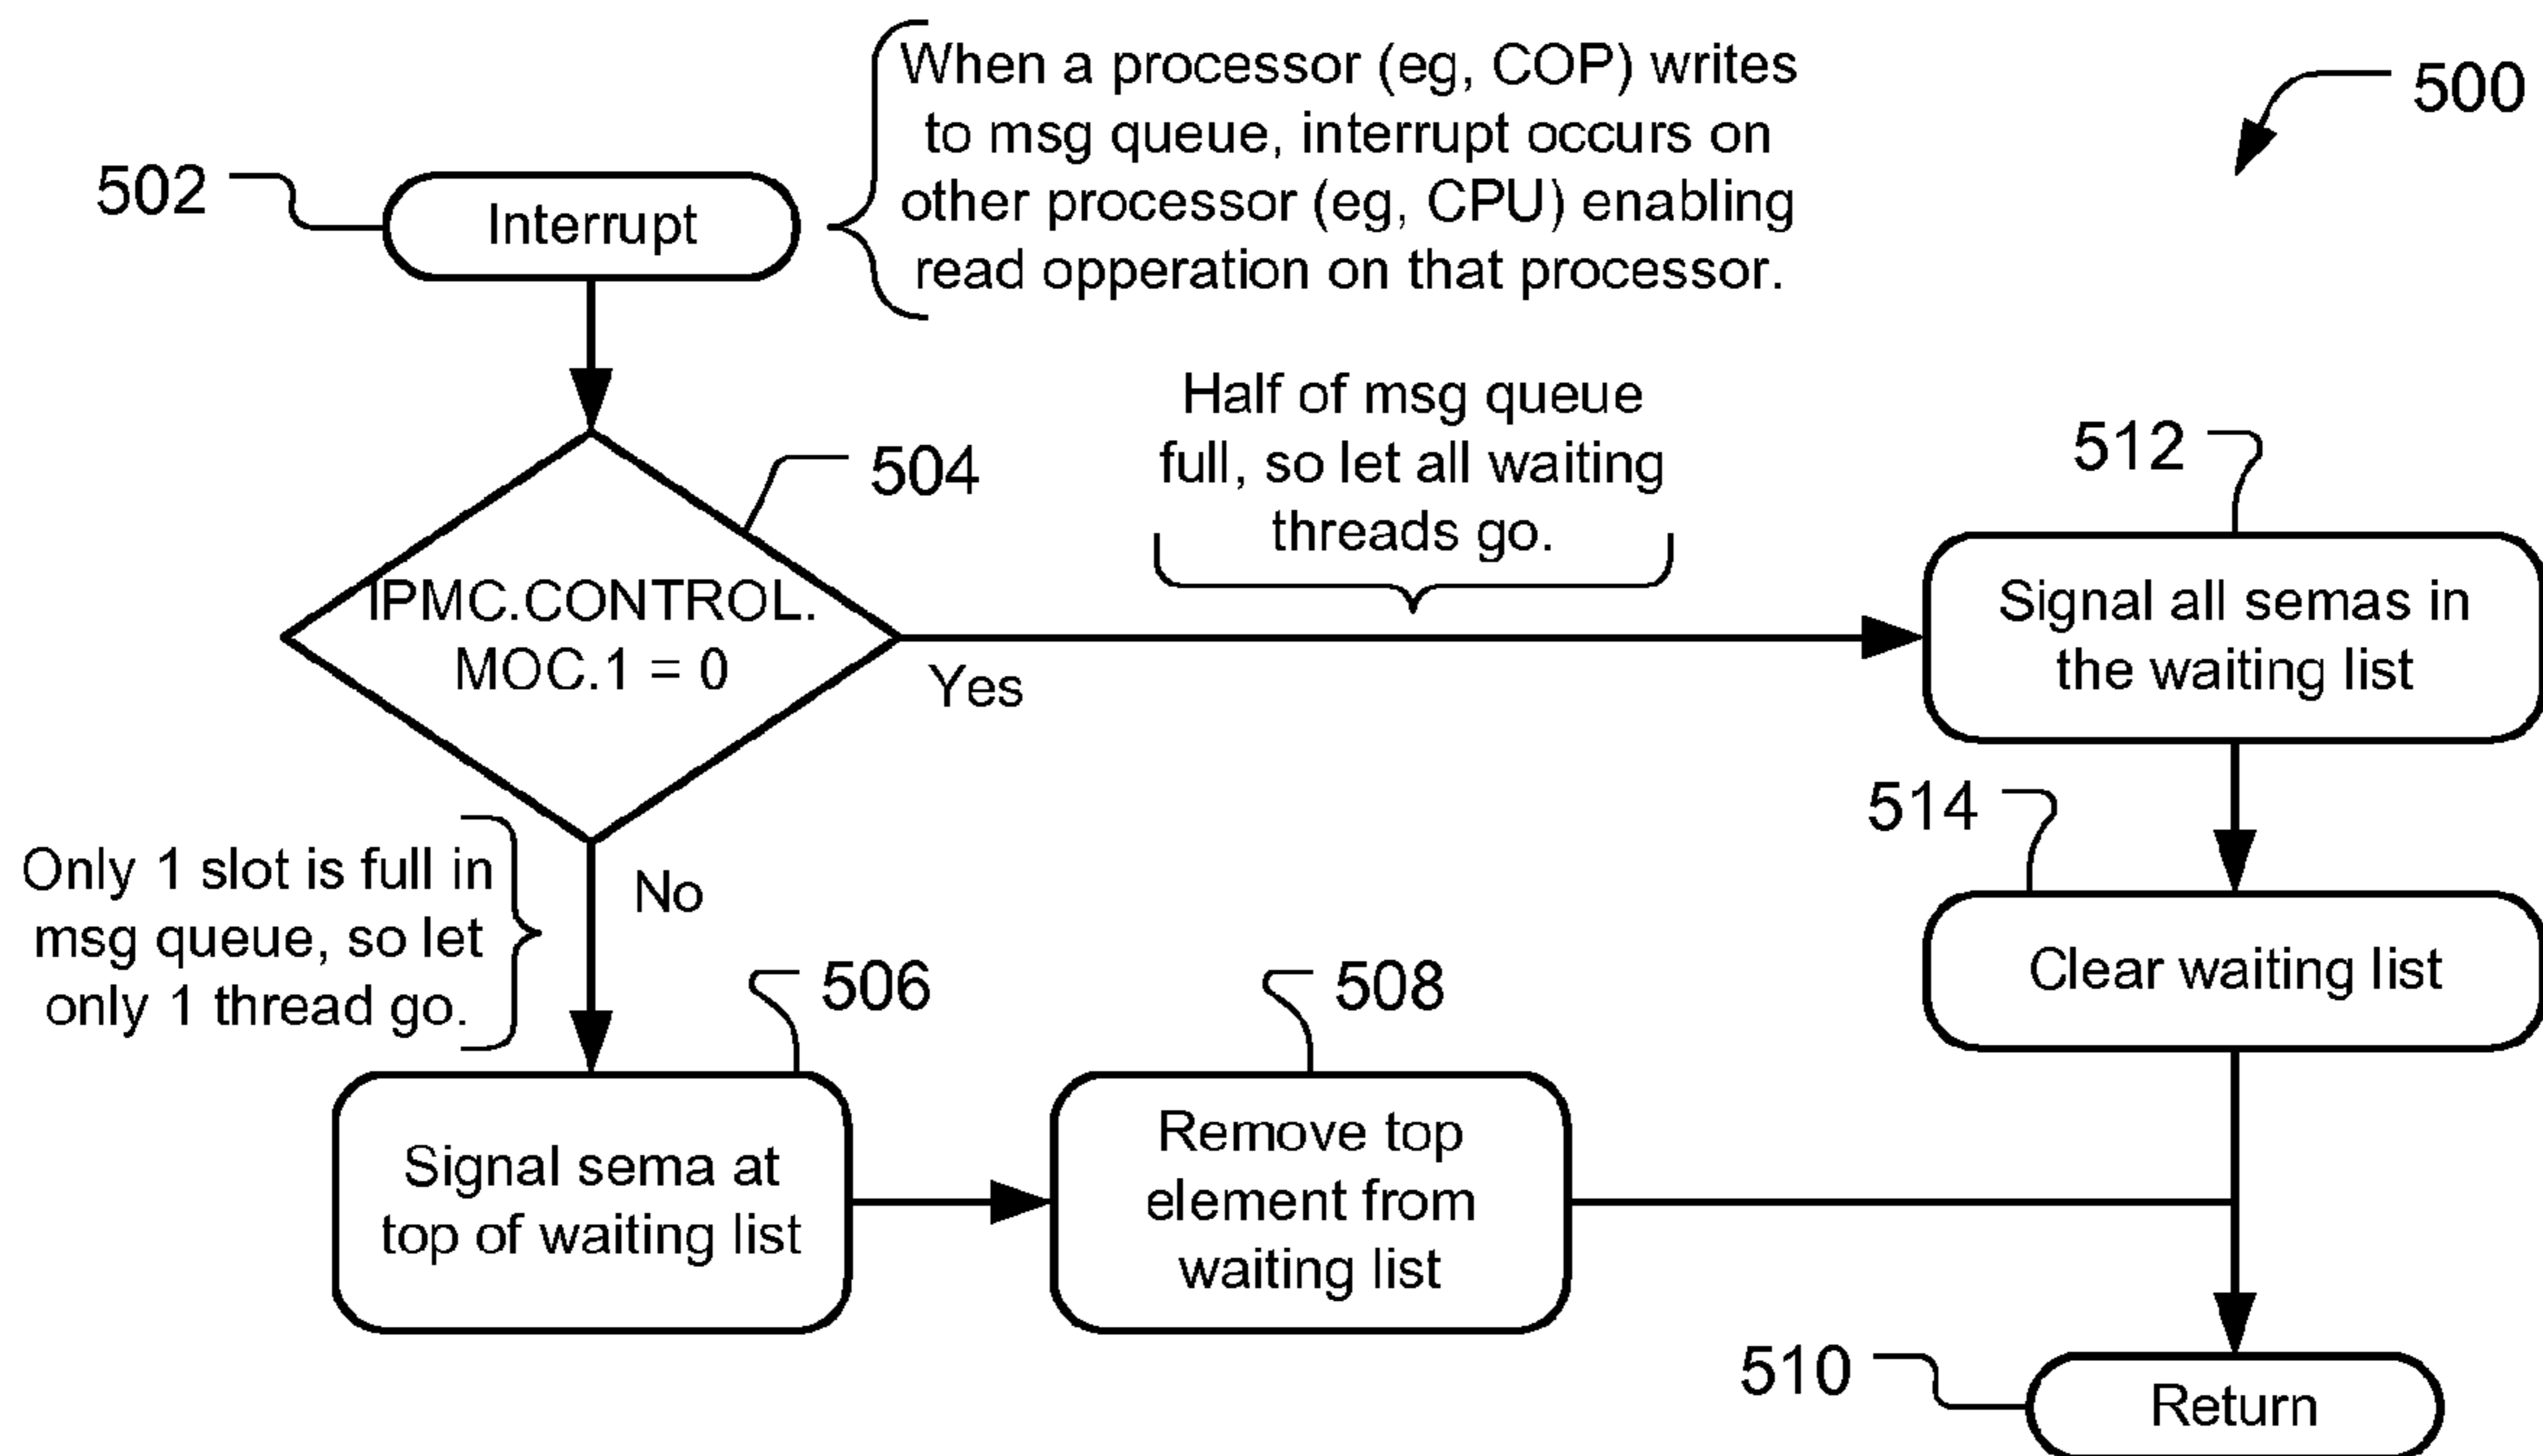 When a processor (eg, COP) writes
to msg queue, interrupt occurs on
other processor (eg, CPU) enabling
read opperation on that processor.
500
502
Interrupt
504
IPMC.CONTROL.
MOC.1 = 0
Half of msg queue
full, so let all waiting
threads go.
Yes
512
Signal all semas in
the waiting list
514
Clear waiting list
Only 1 slot is full in
msg queue, so let
only 1 thread go.
No
506
Signal sema at
top of waiting list
508
Remove top
element from
waiting list
510
Return